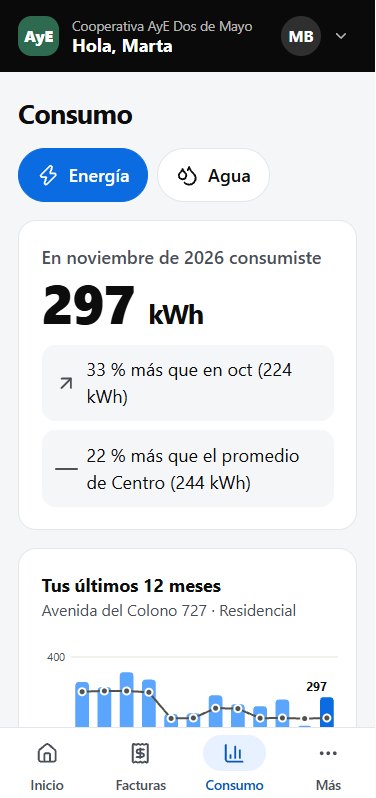 AyE
Cooperativa AyE Dos de Mayo
Hola, Marta
MB
Consumo
Energía
Agua
En noviembre de 2026 consumiste
297 kWh
33 % más que en oct (224
kWh)
22 % más que el promedio
de Centro (244 kWh)
Tus últimos 12 meses
Avenida del Colono 727 · Residencial
400
297
Inicio
Facturas
Consumo
Más